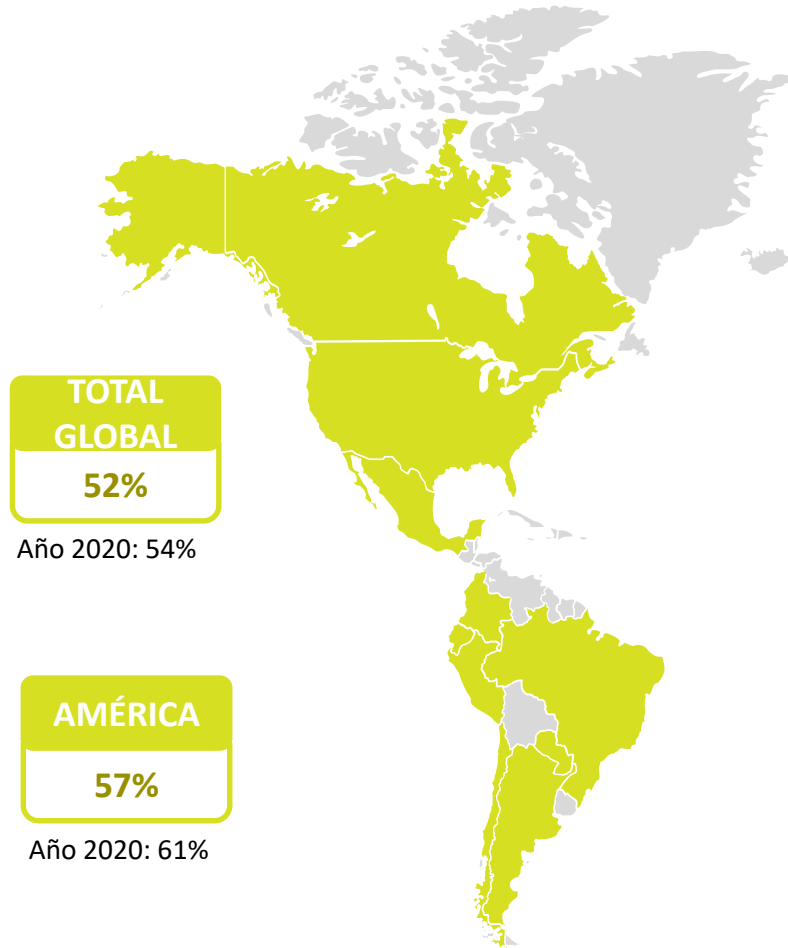 TOTAL
GLOBAL
52%
Año 2020: 54%
AMÉRICA
57%
Año 2020: 61%